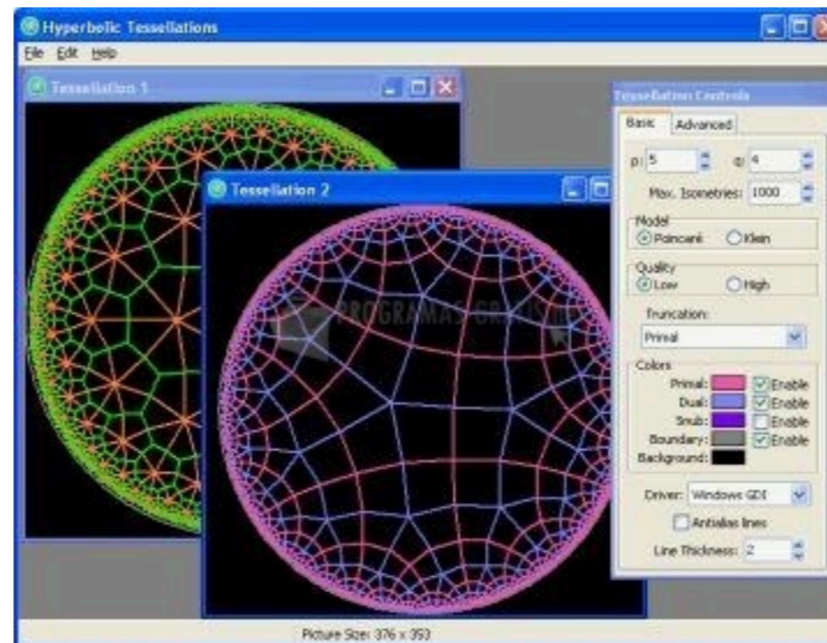 Hyperbolic Tessellations
File Edit Help
Tessellation 1
Tessellation 2
PROGRAMAS-GRATIS
Tessellation Controls
Basic Advanced
p: 5 q: 4
Max. Isometries: 1000
Model
Poincaré Klein
Quality
Low High
Truncation:
Primal
Colors
Primal: Enable
Dual: Enable
Snub: Enable
Boundary: Enable
Background:
Driver: Windows GDI
Antialias lines
Line Thickness: 2
Picture Size: 376 x 353